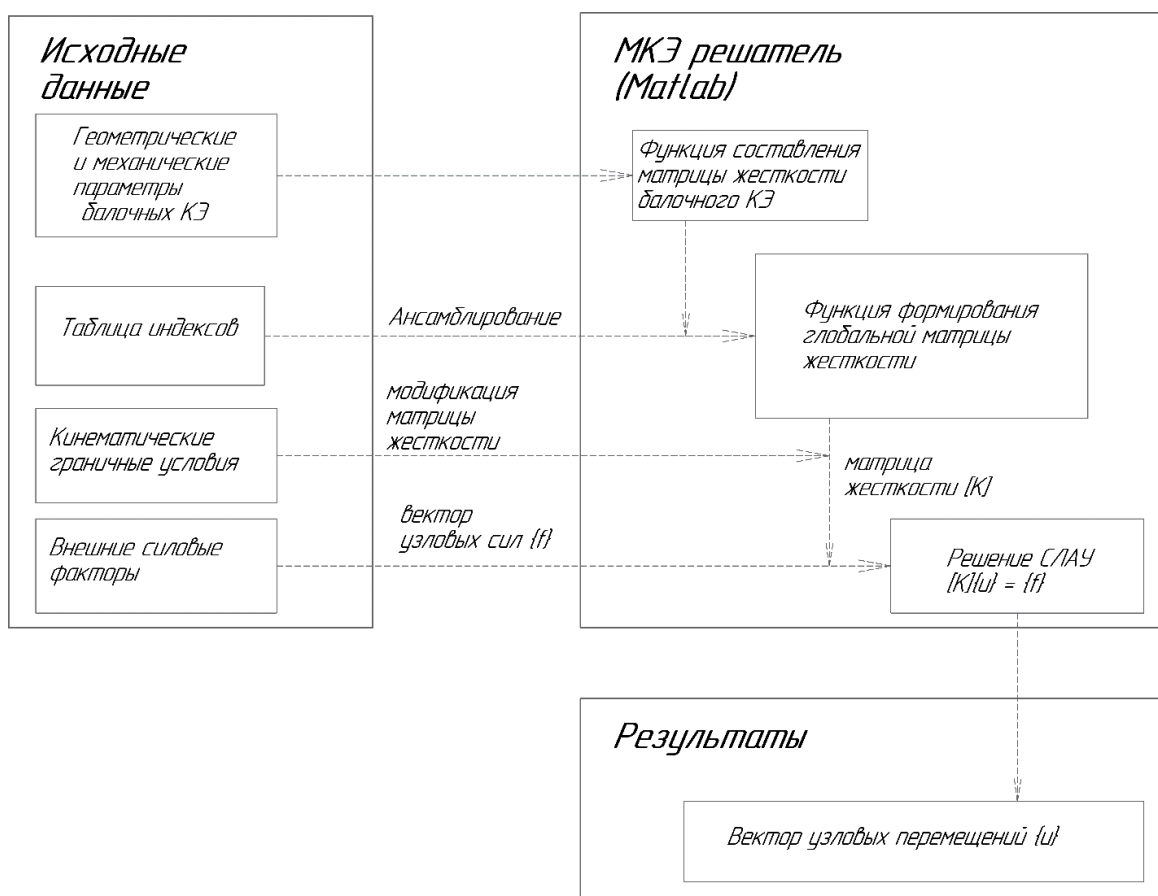 Исходные
данные
Геометрические
и механические
параметры
балочных КЭ
Таблица индексов
Кинематические
граничные условия
Внешние силовые
факторы
Ансамблирование
модификация
матрицы
жесткости
вектор
узловых сил {f}
МКЭ решатель
(Matlab)
Функция составления
матрицы жесткости
балочного КЭ
Функция формирования
глобальной матрицы
жесткости
матрица
жесткости [K]
Решение СЛАУ
[K]{u} = {f}
Результаты
Вектор узловых перемещений {u}